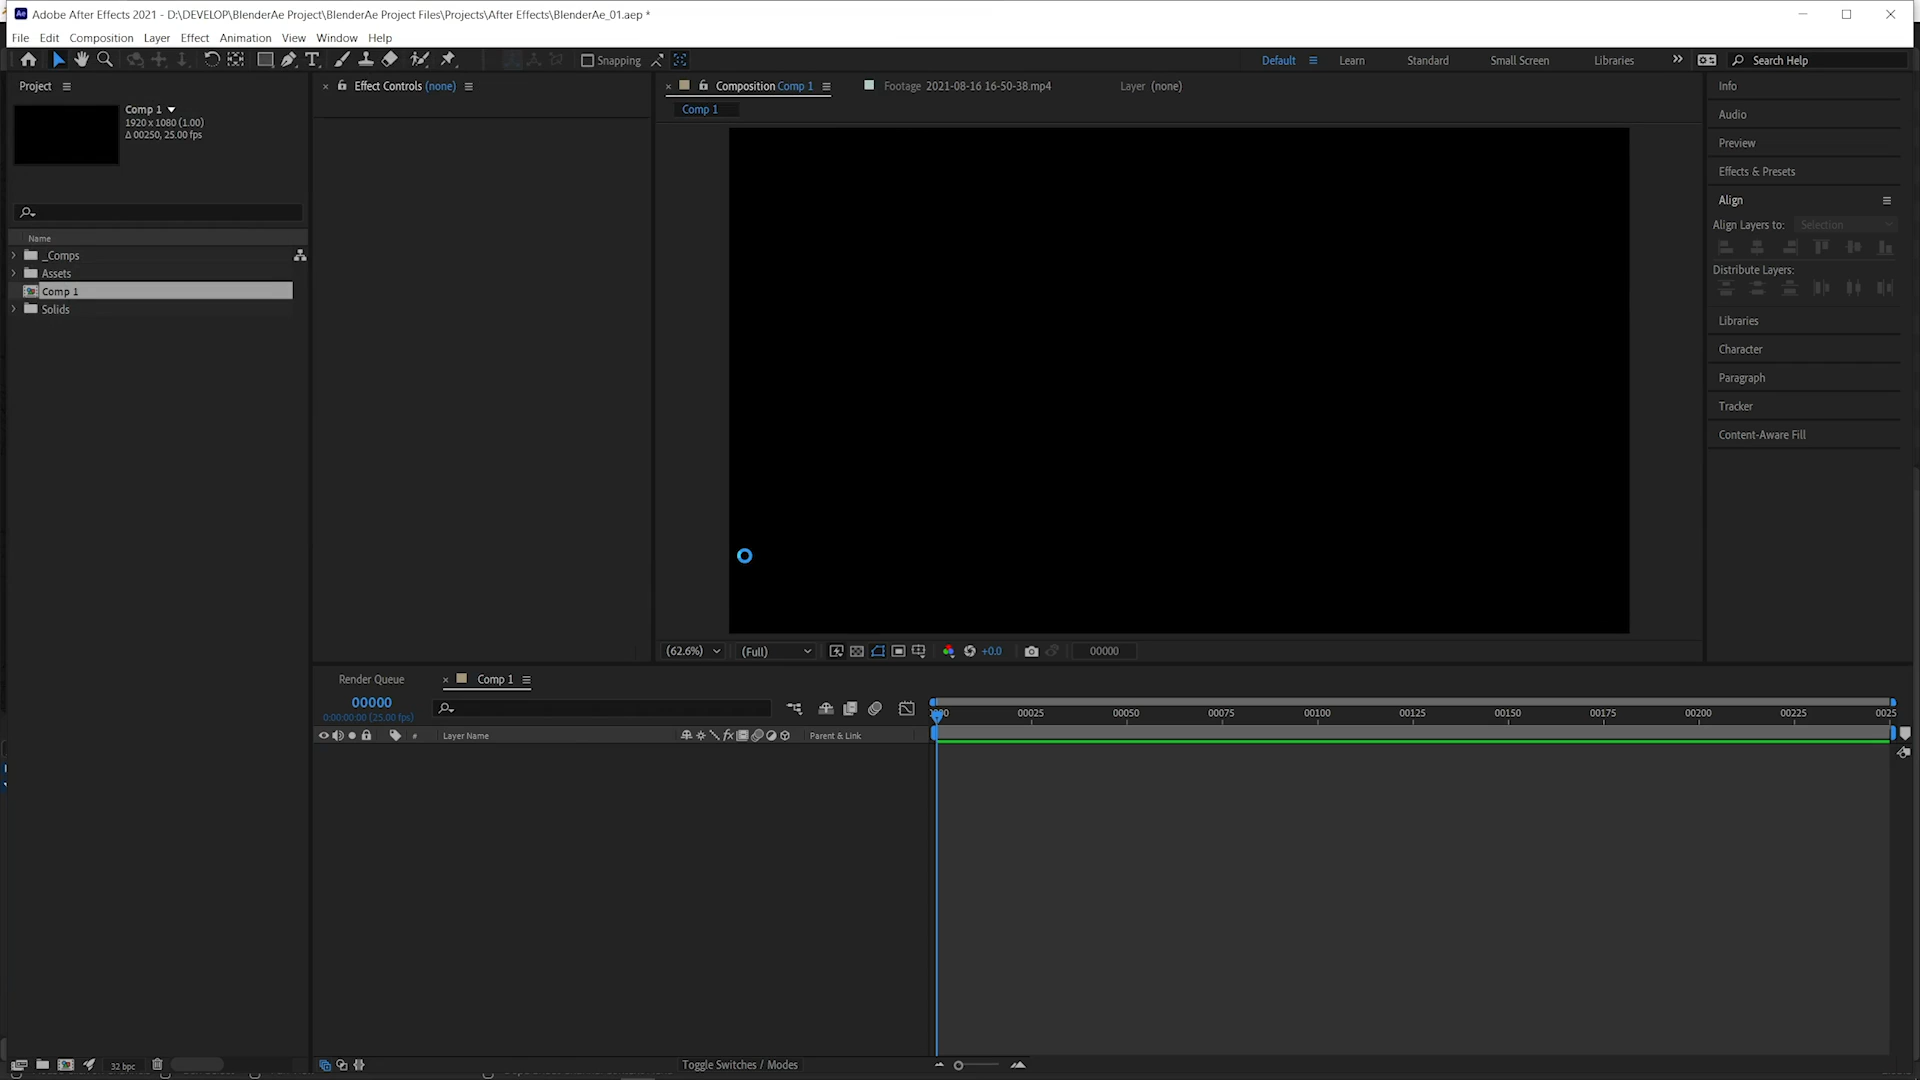 Adobe After Effects 2021 - D:\DEVELOP\BlenderAe Project\BlenderAe Project Files\Projects\After Effects\BlenderAe_01.aep *
File Edit Composition Layer Effect Animation View Window Help
Snapping
Default Learn Standard Small Screen Libraries Search Help
Project
Comp 1
1920 x 1080 (1.00)
Δ 00250, 25.00 fps
Name
_Comps
Assets
Comp 1
Solids
32 bpc
Effect Controls (none)
Composition Comp 1
Footage 2021-08-16 16-50-38.mp4
Layer (none)
Comp 1
(62.6%) (Full) +0.0 00000
Info
Audio
Preview
Effects & Presets
Align
Align Layers to: Selection
Distribute Layers:
Libraries
Character
Paragraph
Tracker
Content-Aware Fill
Render Queue Comp 1
00000
0:00:00:00 (25.00 fps)
# Layer Name fx Parent & Link
00025 00050 00075 00100 00125 00150 00175 00200 00225 0025
Toggle Switches / Modes